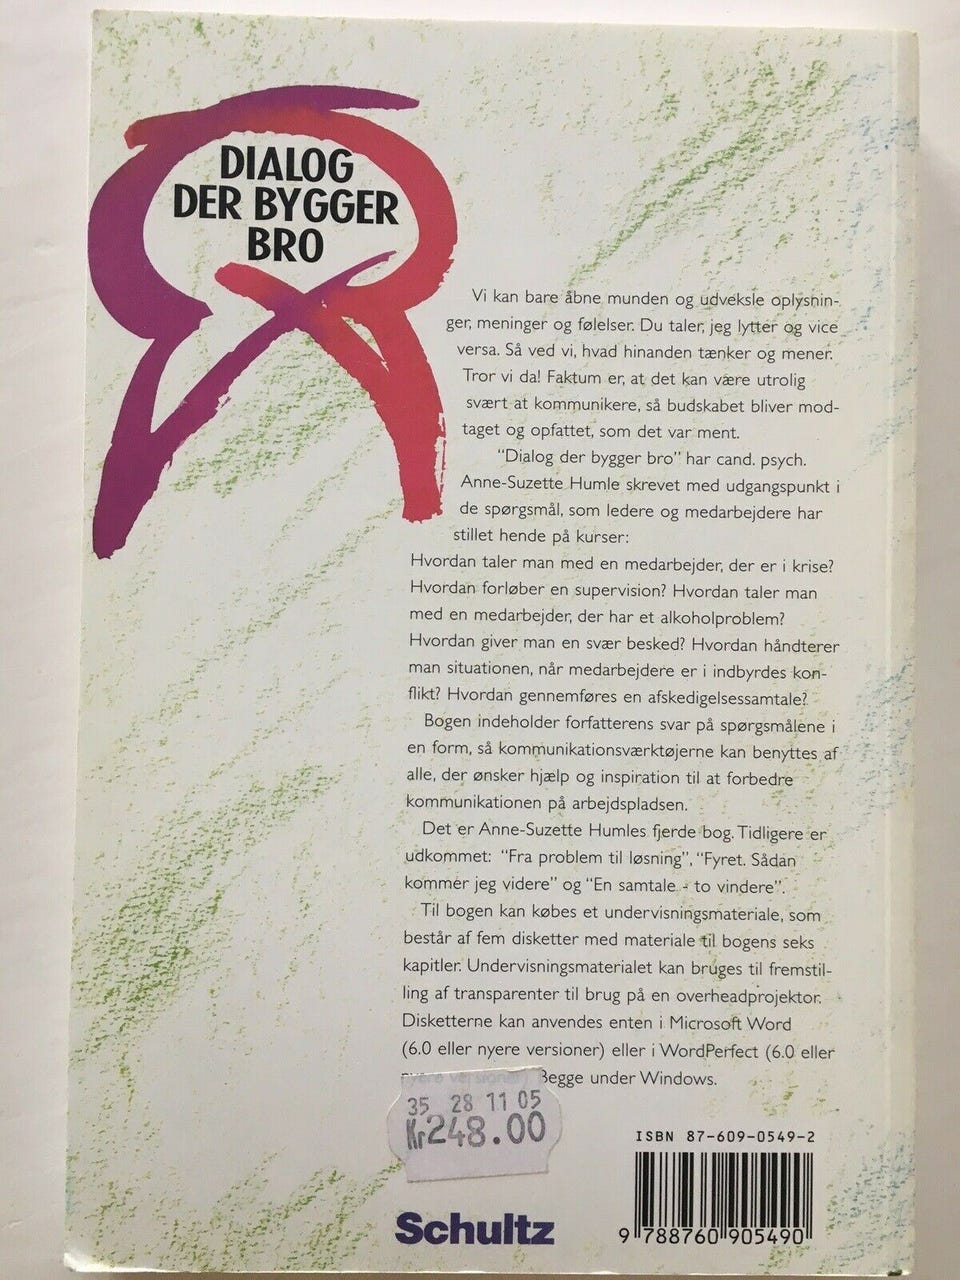 DIALOG
DER BYGGER
BRO
Vi kan bare åbne munden og udveksle oplysnin-
ger, meninger og følelser. Du taler, jeg lytter og vice
versa. Så ved vi, hvad hinanden tænker og mener.
Tror vi da! Faktum er, at det kan være utrolig
svært at kommunikere, så budskabet bliver mod-
taget og opfattet, som det var ment.
"Dialog der bygger bro" har cand. psych.
Anne-Suzette Humle skrevet med udgangspunkt i
de spørgsmål, som ledere og medarbejdere har
stillet hende på kurser:
Hvordan taler man med en medarbejder, der er i krise?
Hvordan forløber en supervision? Hvordan taler man
med en medarbejder, der har et alkoholproblem?
Hvordan giver man en svær besked? Hvordan håndterer
man situationen, når medarbejdere er i indbyrdes kon-
flikt? Hvordan gennemføres en afskedigelsessamtale?
Bogen indeholder forfatterens svar på spørgsmålene i
en form, så kommunikationsværktøjerne kan benyttes af
alle, der ønsker hjælp og inspiration til at forbedre
kommunikationen på arbejdspladsen.
Det er Anne-Suzette Humles fjerde bog. Tidligere er
udkommet: "Fra problem til løsning", "Fyret. Sådan
kommer jeg videre" og "En samtale - to vindere".
Til bogen kan købes et undervisningsmateriale, som
består af fem disketter med materiale til bogens seks
kapitler. Undervisningsmaterialet kan bruges til fremstil-
ling af transparenter til brug på en overheadprojektor.
Disketterne kan anvendes enten i Microsoft Word
(6.0 eller nyere versioner) eller i WordPerfect (6.0 eller
nyere versioner). Begge under Windows.
35 28 11 05
Kr248.00
ISBN 87-609-0549-2
Schultz
9 788760 905490